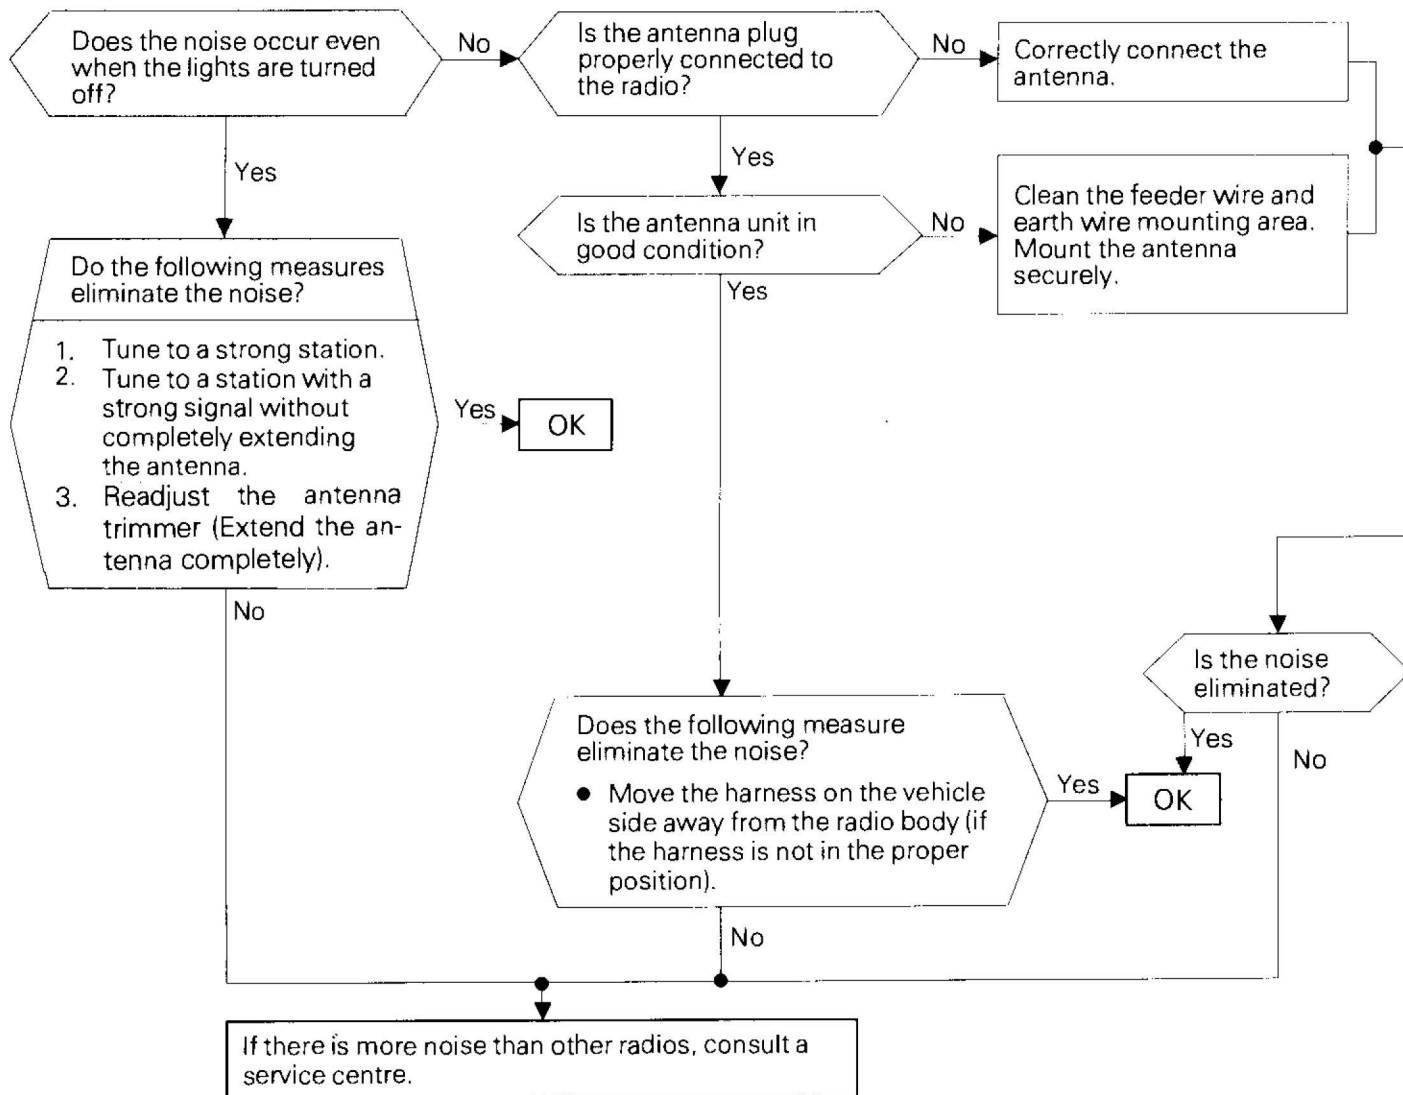 Does the noise occur even
when the lights are turned
off?
No
Is the antenna plug
properly connected to
the radio?
No
Correctly connect the
antenna.
Yes
Yes
Is the antenna unit in
good condition?
No
Clean the feeder wire and
earth wire mounting area.
Mount the antenna
securely.
Yes
Do the following measures
eliminate the noise?
1. Tune to a strong station.
2. Tune to a station with a
strong signal without
completely extending
the antenna.
3. Readjust the antenna
trimmer (Extend the an-
tenna completely).
Yes
OK
No
Is the noise
eliminated?
Yes
No
Does the following measure
eliminate the noise?
● Move the harness on the vehicle
side away from the radio body (if
the harness is not in the proper
position).
Yes
OK
No
If there is more noise than other radios, consult a
service centre.